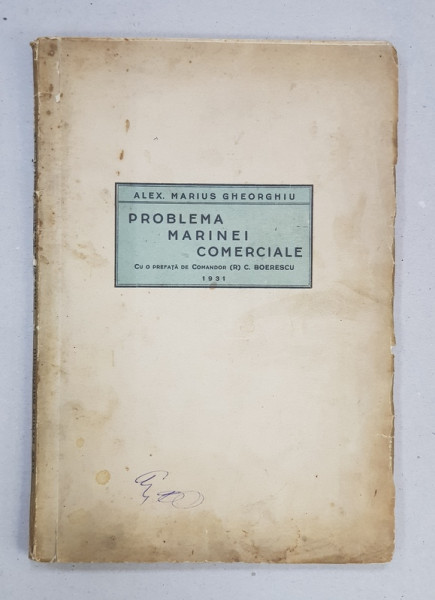 ALEX. MARIUS GHEORGHIU
PROBLEMA
MARINEI
COMERCIALE
CU O PREFAȚĂ DE COMANDOR (R) C. BOERESCU
1931